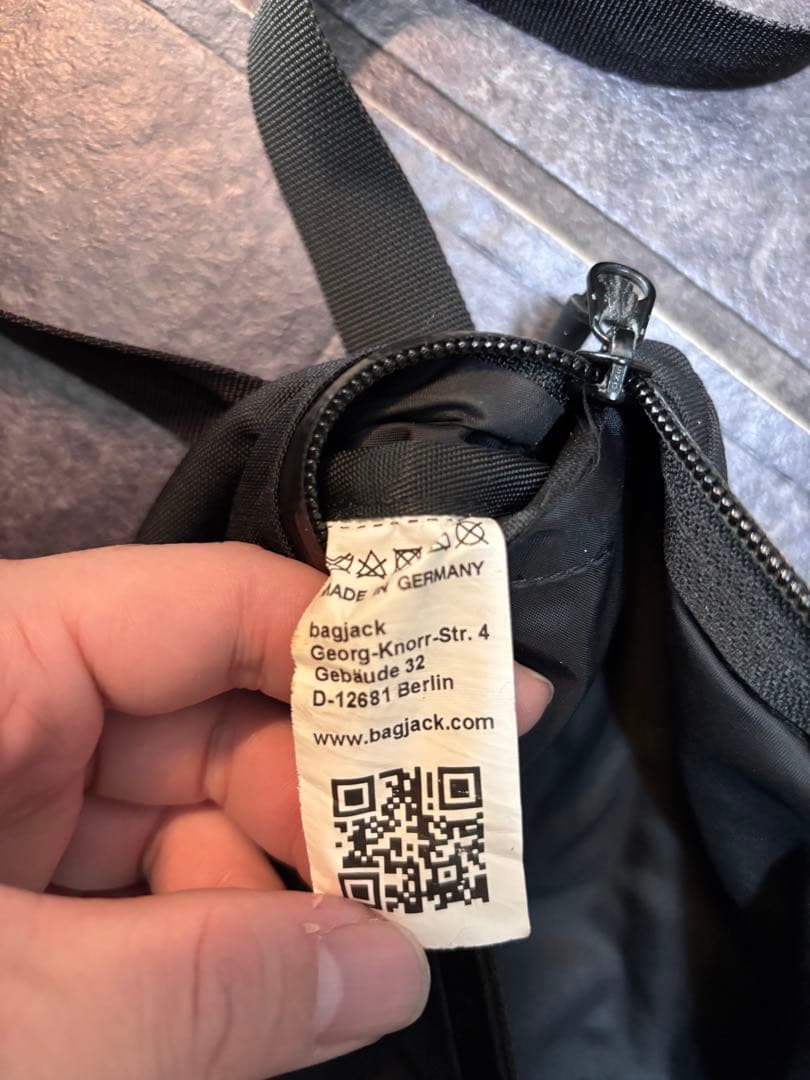 MADE IN GERMANY
bagjack
Georg-Knorr-Str. 4
Gebäude 32
D-12681 Berlin
www.bagjack.com